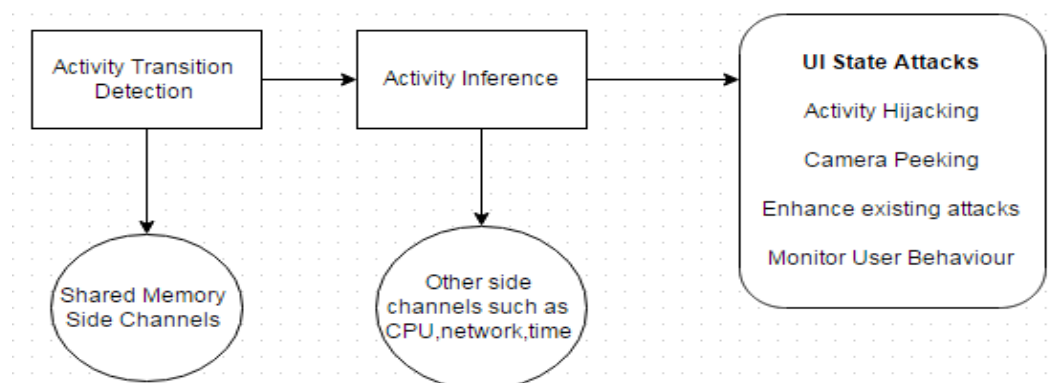 Activity Transition
Detection
Activity Inference
UI State Attacks
Activity Hijacking
Camera Peeking
Enhance existing attacks
Monitor User Behaviour
Shared Memory
Side Channels
Other side
channels such as
CPU,network,time